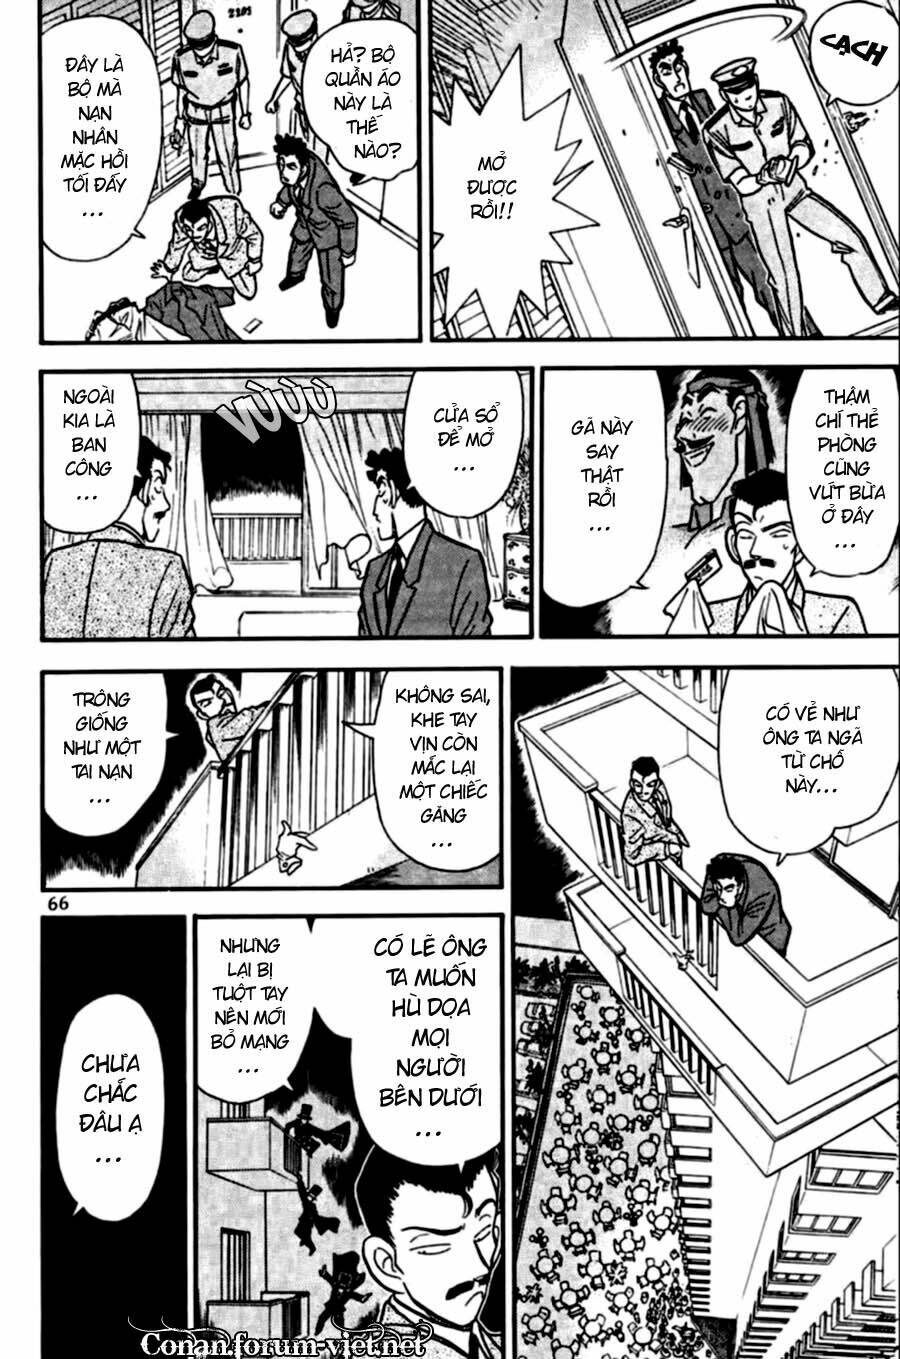 CẠCH
MỞ
ĐƯỢC
RỒI!!
2203
HẢ? BỘ
QUẦN ÁO
NÀY LÀ
THẾ
NÀO?
ĐÂY LÀ
BỘ MÀ
NẠN
NHÂN
MẶC HỒI
TỐI ĐẤY
...
THẬM
CHÍ THẺ
PHÒNG
CŨNG
VỨT BỪA
Ở ĐÂY
...
GÃ NÀY
SAY
THẬT
RỒI
...
CỬA SỔ
ĐỂ MỞ
...
VÙÙÙ
NGOÀI
KIA LÀ
BAN
CÔNG
...
CÓ VẺ NHƯ
ÔNG TA NGÃ
TỪ CHỖ
NÀY...
KHÔNG SAI,
KHE TAY
VỊN CÒN
MẮC LẠI
MỘT CHIẾC
GĂNG
...
TRÔNG
GIỐNG
NHƯ MỘT
TAI NẠN
...
CÓ LẼ ÔNG
TA MUỐN
HÙ DỌA
MỌI
NGƯỜI
BÊN DƯỚI
...
NHƯNG
LẠI BỊ
TUỘT TAY
NÊN MỚI
BỎ MẠNG
...
CHƯA
CHẮC
ĐÂU Ạ
...
66
Conan.forum-viet.net